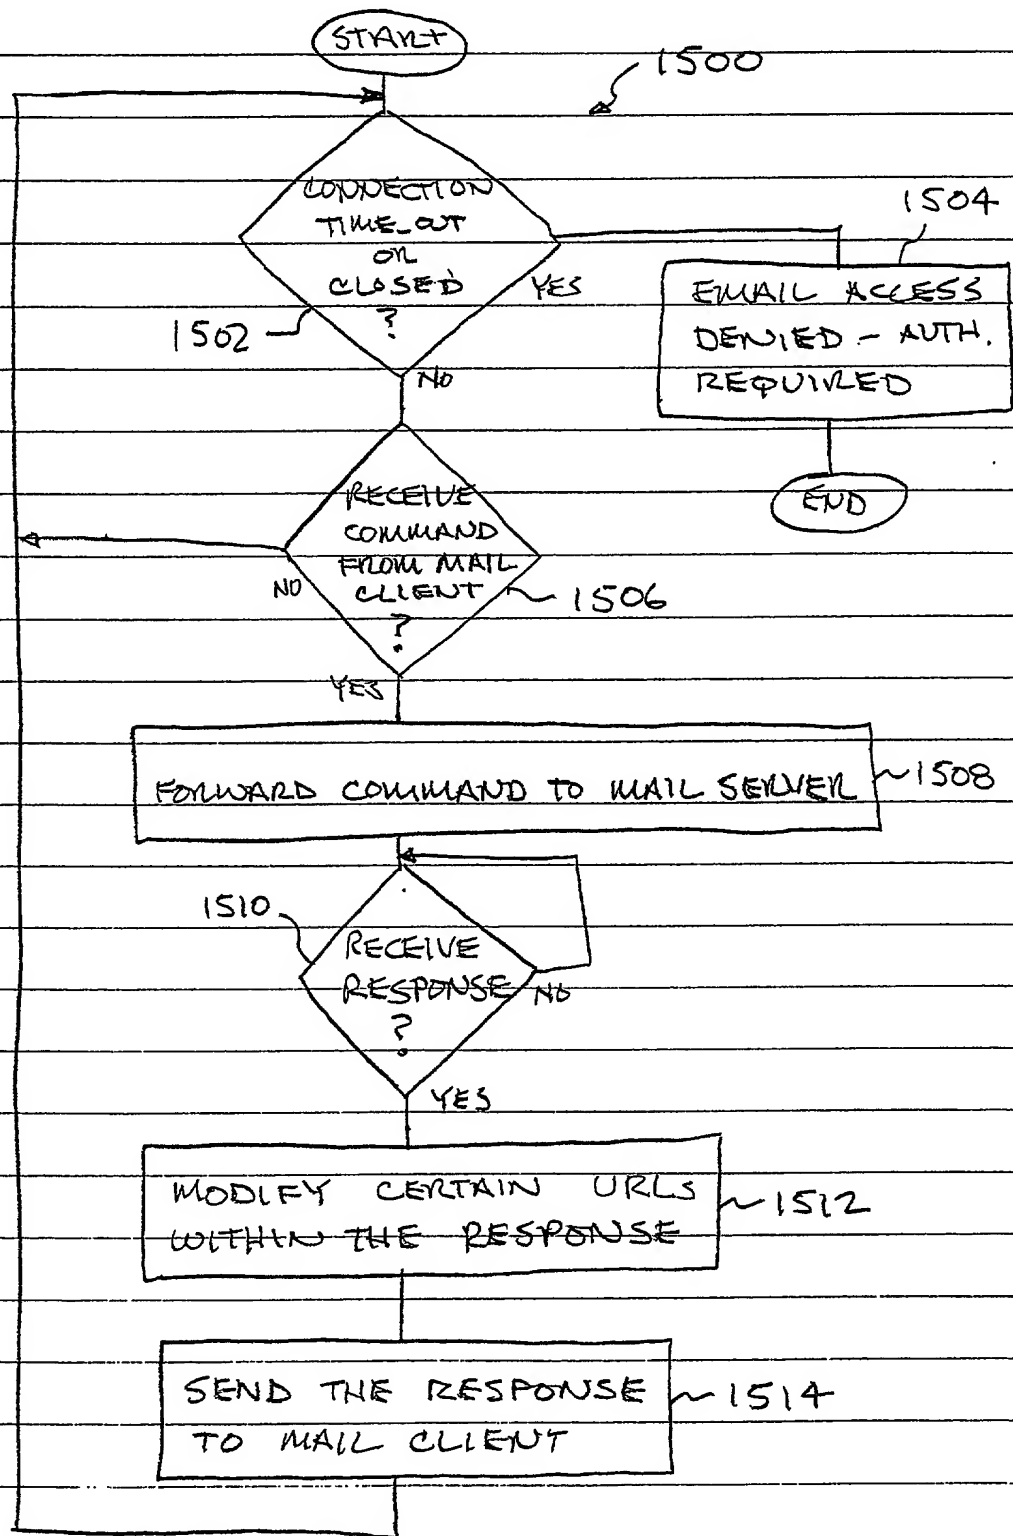 START
1500
CONNECTION
TIME-OUT
OR
CLOSED
?
YES
1502
NO
1504
EMAIL ACCESS
DENIED - AUTH.
REQUIRED
END
RECEIVE
COMMAND
FROM MAIL
CLIENT
?
NO
1506
YES
FORWARD COMMAND TO MAIL SERVER
1508
1510
RECEIVE
RESPONSE
?
NO
YES
MODIFY CERTAIN URLs
WITHIN THE RESPONSE
1512
SEND THE RESPONSE
TO MAIL CLIENT
1514